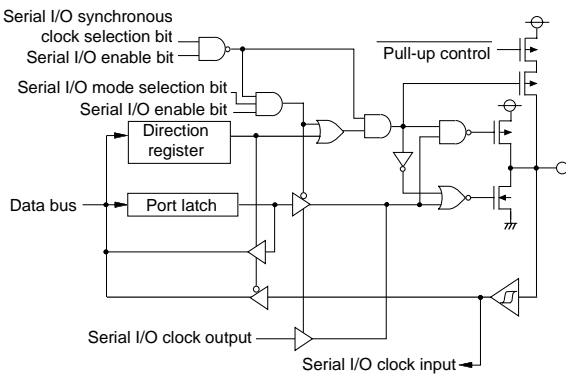 Serial I/O synchronous
clock selection bit
Serial I/O enable bit
Pull-up control
Serial I/O mode selection bit
Serial I/O enable bit
Direction
register
Data bus
Port latch
Serial I/O clock output
Serial I/O clock input